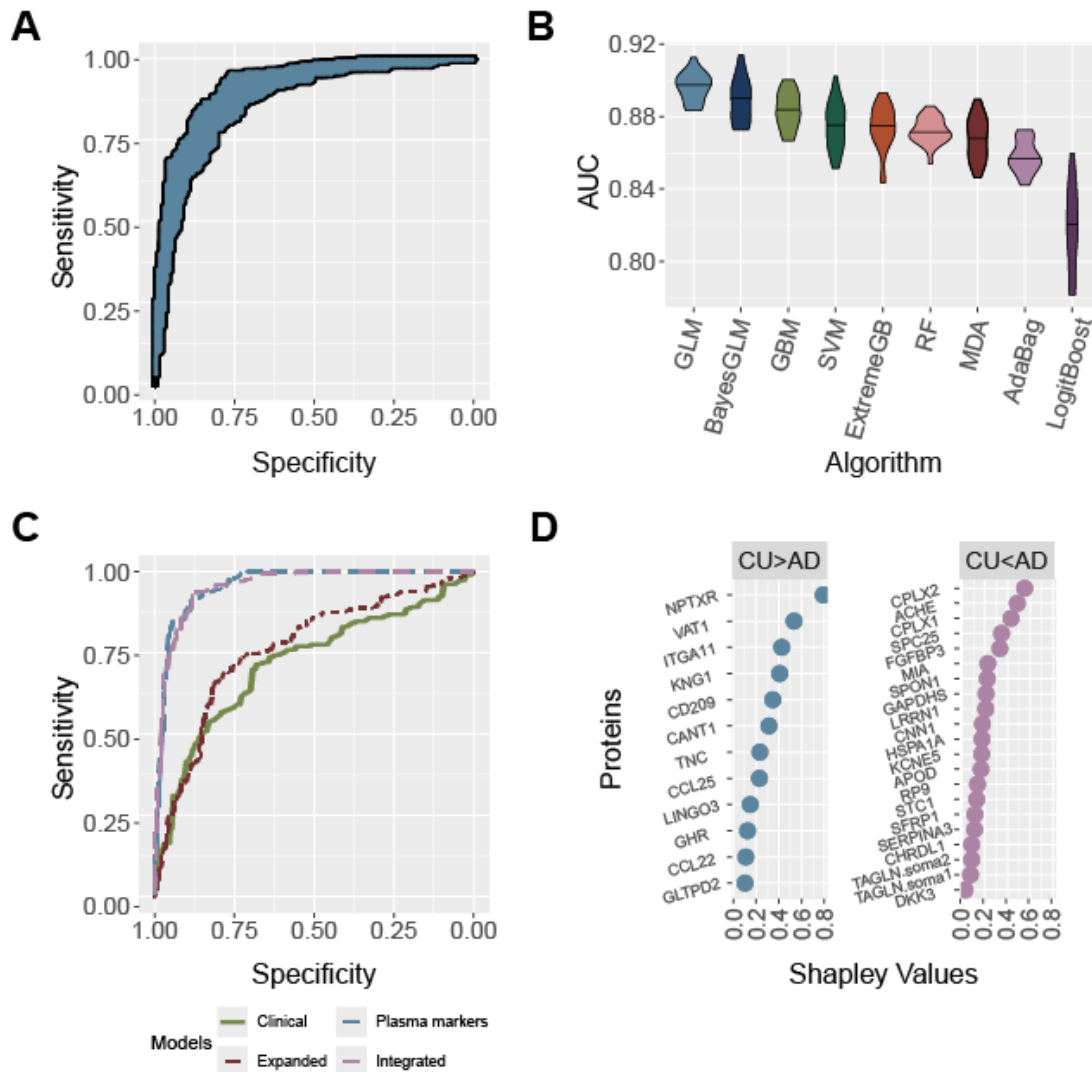 A
1.00
0.75
0.50
0.25
0.00
Sensitivity
1.00 0.75 0.50 0.25 0.00
Specificity
B
0.92
0.88
0.84
0.80
AUC
GLM
BayesGLM
GBM
SVM
ExtremeGB
RF
MDA
AdaBag
LogitBoost
Algorithm
C
1.00
0.75
0.50
0.25
0.00
Sensitivity
1.00 0.75 0.50 0.25 0.00
Specificity
Models
Clinical
Plasma markers
Expanded
Integrated
D
CU>AD
CU<AD
Proteins
NPTXR
VAT1
ITGA11
KNG1
CD209
CANT1
TNC
CCL25
LINGO3
GHR
CCL22
GLTPD2
0.0 0.2 0.4 0.6 0.8
CPLX2
ACHE
CPLX1
SPC25
FGFBP3
MIA
SPON1
GAPDHS
LRRN1
CNN1
HSPA1A
KCNE5
APOD
RP9
STC1
SFRP1
SERPINA3
CHRDL1
TAGLN.soma2
TAGLN.soma1
DKK3
0.0 0.2 0.4 0.6 0.8
Shapley Values